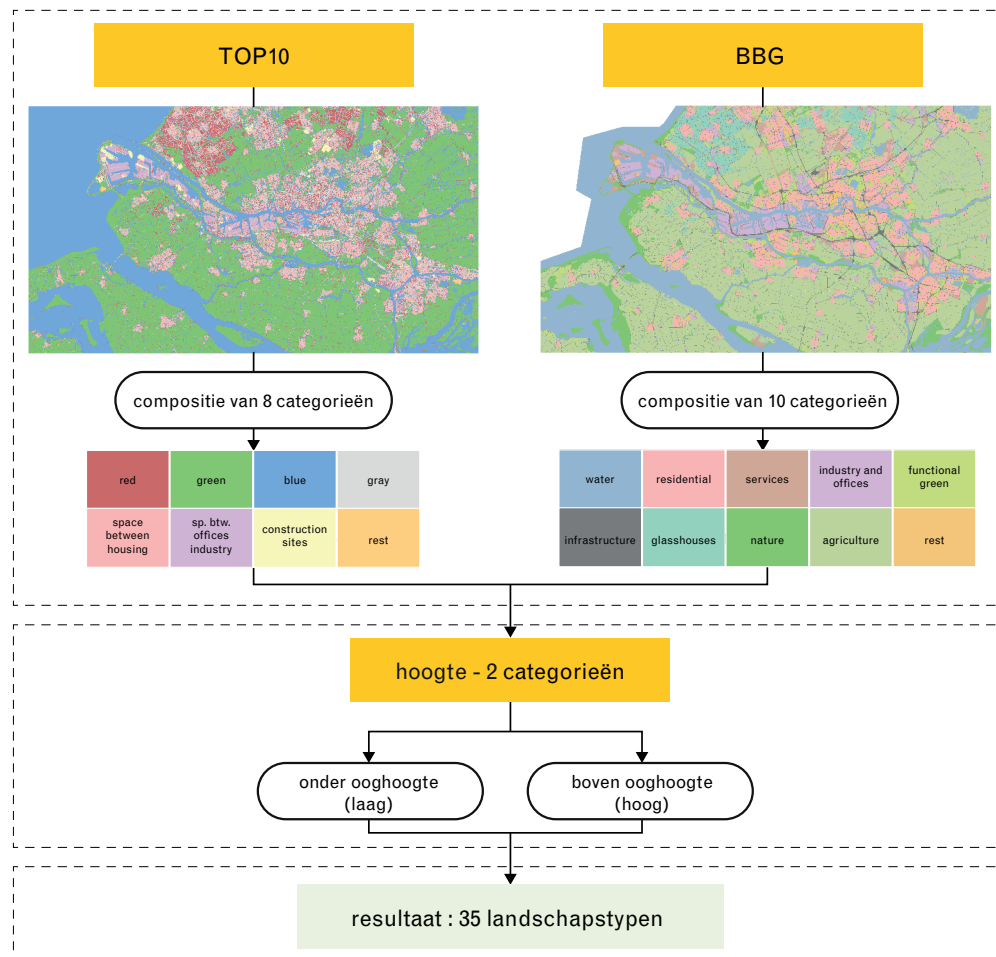 TOP10
BBG
compositie van 8 categorieën
compositie van 10 categorieën
red
green
blue
gray
space
between
housing
sp. btw.
offices
industry
construction
sites
rest
water
residential
services
industry and
offices
functional
green
infrastructure
glasshouses
nature
agriculture
rest
hoogte - 2 categorieën
onder ooghoogte
(laag)
boven ooghoogte
(hoog)
resultaat : 35 landschapstypen